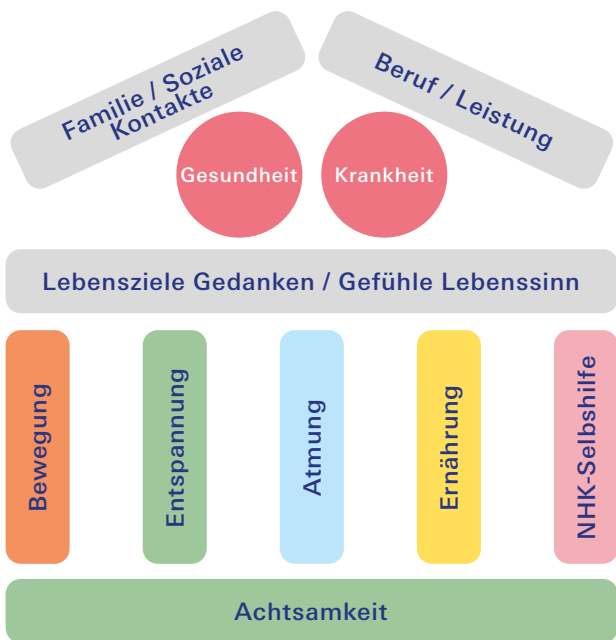 Familie / Soziale
Kontakte
Beruf / Leistung
Gesundheit
Krankheit
Lebensziele Gedanken / Gefühle Lebenssinn
Bewegung
Entspannung
Atmung
Ernährung
NHK-Selbshilfe
Achtsamkeit